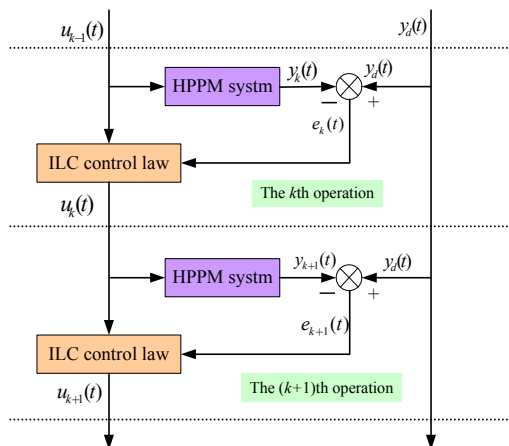 u_{k-1}(t)
y_d(t)
HPPM systm
y_k(t)
y_d(t)
−
+
e_k(t)
ILC control law
The kth operation
u_k(t)
HPPM systm
y_{k+1}(t)
y_d(t)
−
+
e_{k+1}(t)
ILC control law
u_{k+1}(t)
The (k+1)th operation